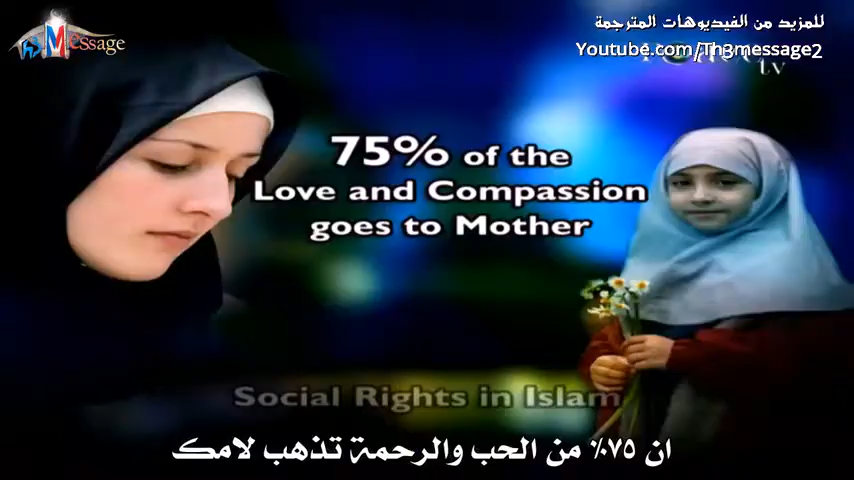 Message
للمزيد من الفيديوهات المترجمة
Youtube.com/Th3message2
tv
75% of the
Love and Compassion
goes to Mother
Social Rights in Islam
ان ٧٥٪ من الحب والرحمة تذهب لامك